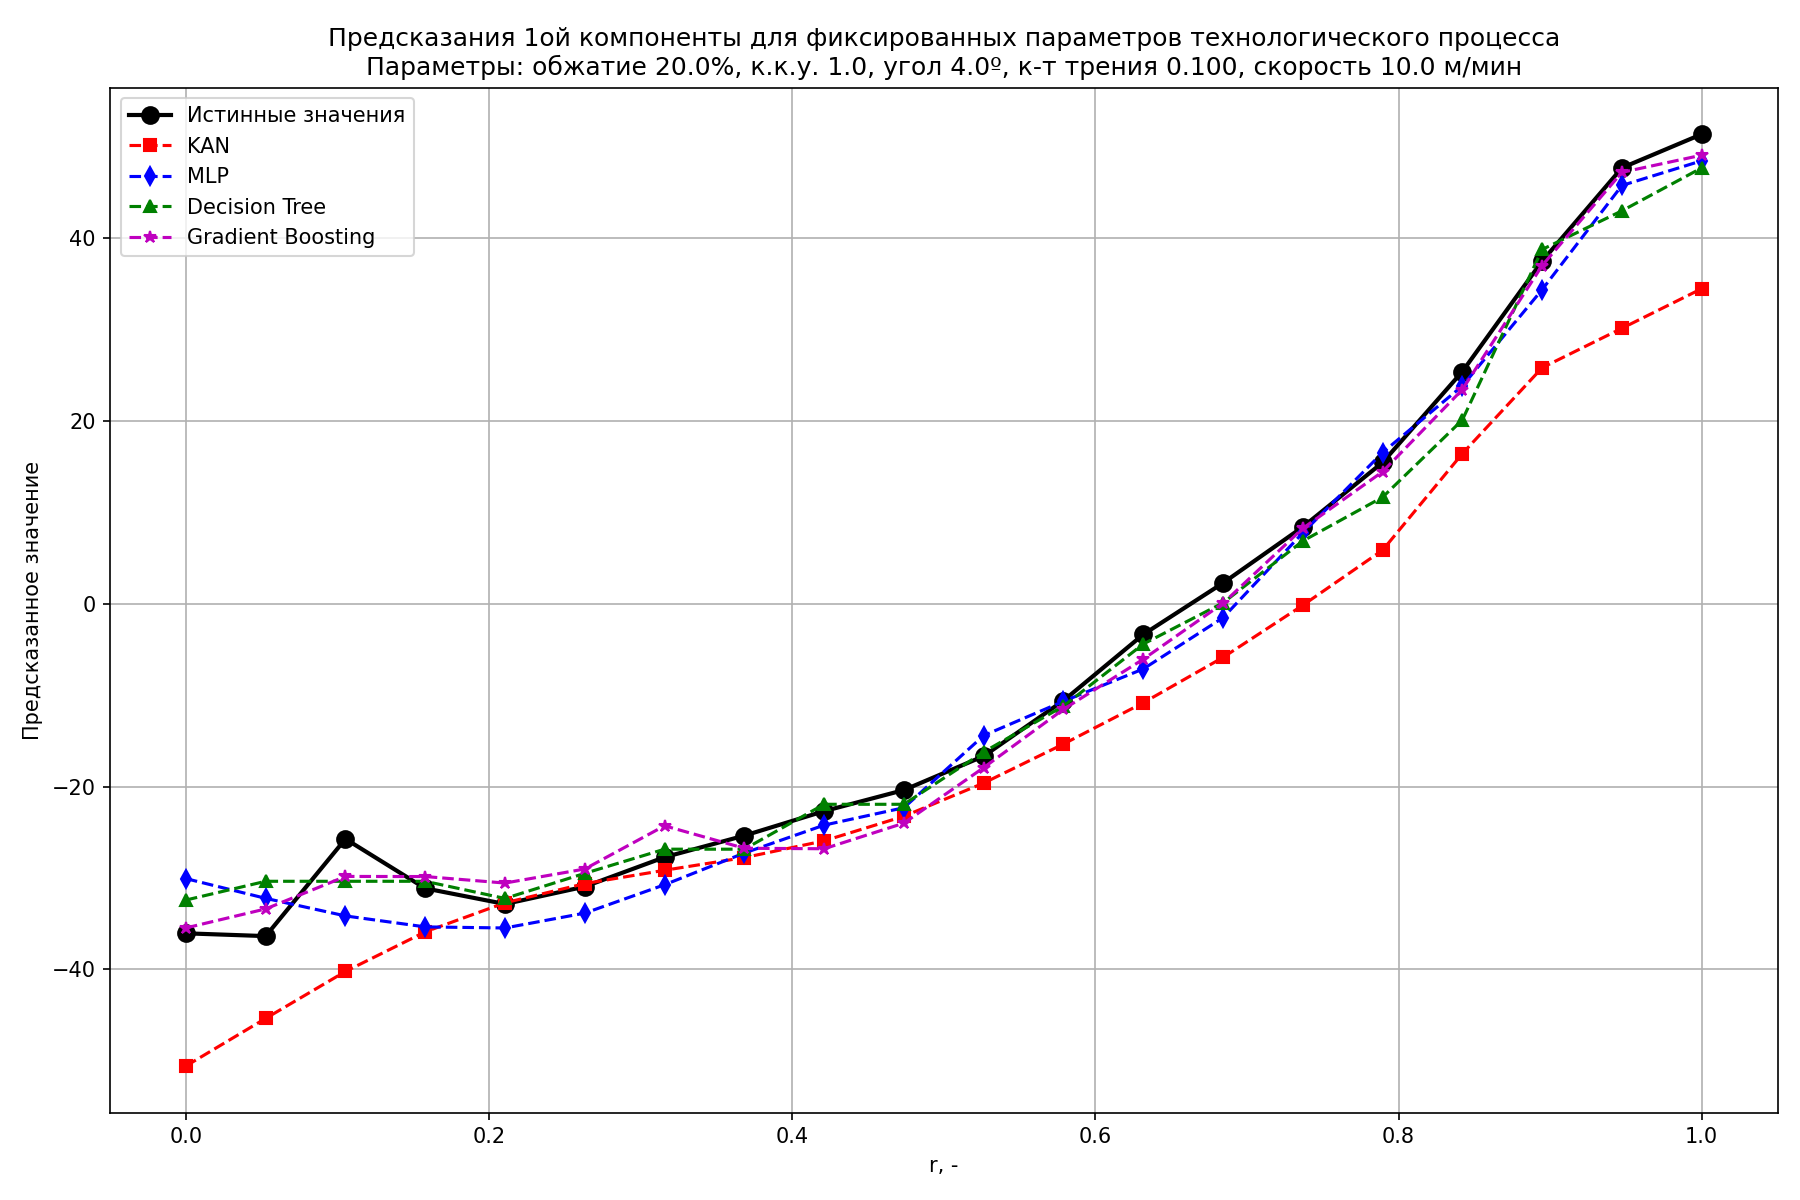 Предсказания 1ой компоненты для фиксированных параметров технологического процесса
Параметры: обжатие 20.0%, к.к.у. 1.0, угол 4.0º, к-т трения 0.100, скорость 10.0 м/мин
Истинные значения
KAN
MLP
Decision Tree
Gradient Boosting
Предсказанное значение
40
20
0
−20
−40
0.0
0.2
0.4
0.6
0.8
1.0
r, -